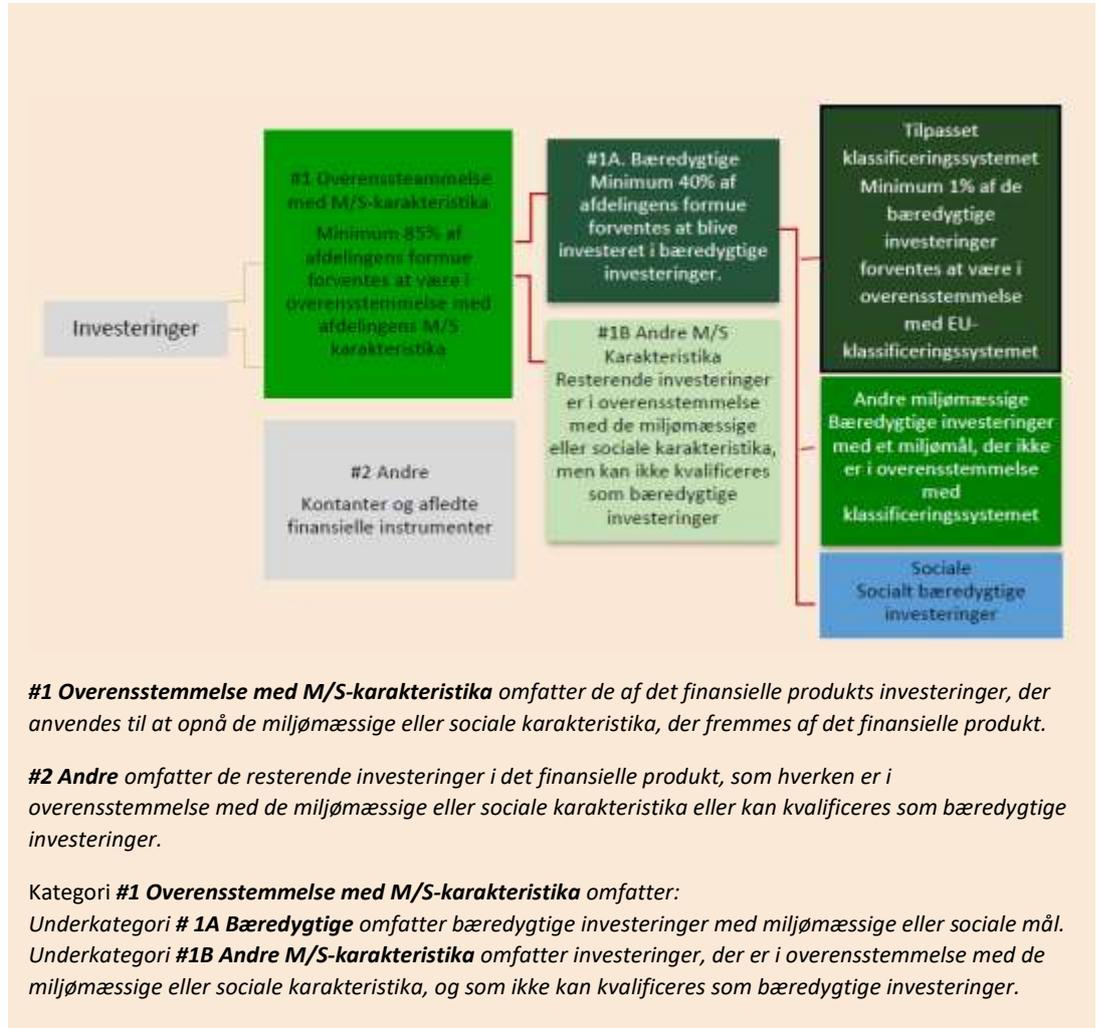 Investeringer
#1 Overenssteammelse
med M/S-karakteristika
Minimum 85% af
afdelingens formue
forventes at være i
overensstemmelse med
afdelingens M/S
karakteristika
#2 Andre
Kontanter og afledte
finansielle instrumenter
#1A. Bæredygtige
Minimum 40% af
afdelingens formue
forventes at blive
investeret i bæredygtige
investeringer.
#1B Andre M/S
Karakteristika
Resterende investeringer
er i overensstemmelse
med de miljømæssige
eller sociale karakteristika,
men kan ikke kvalificeres
som bæredygtige
investeringer
Tilpasset
klassificeringssystemet
Minimum 1% af de
bæredygtige
investeringer
forventes at være i
overensstemmelse
med EU-
klassificeringssystemet
Andre miljømæssige
Bæredygtige investeringer
med et miljømål, der ikke
er i overensstemmelse
med
klassificeringssystemet
Sociale
Socialt bæredygtige
investeringer
#1 Overensstemmelse med M/S-karakteristika omfatter de af det finansielle produkts investeringer, der
anvendes til at opnå de miljømæssige eller sociale karakteristika, der fremmes af det finansielle produkt.
#2 Andre omfatter de resterende investeringer i det finansielle produkt, som hverken er i
overensstemmelse med de miljømæssige eller sociale karakteristika eller kan kvalificeres som bæredygtige
investeringer.
Kategori #1 Overensstemmelse med M/S-karakteristika omfatter:
Underkategori # 1A Bæredygtige omfatter bæredygtige investeringer med miljømæssige eller sociale mål.
Underkategori #1B Andre M/S-karakteristika omfatter investeringer, der er i overensstemmelse med de
miljømæssige eller sociale karakteristika, og som ikke kan kvalificeres som bæredygtige investeringer.